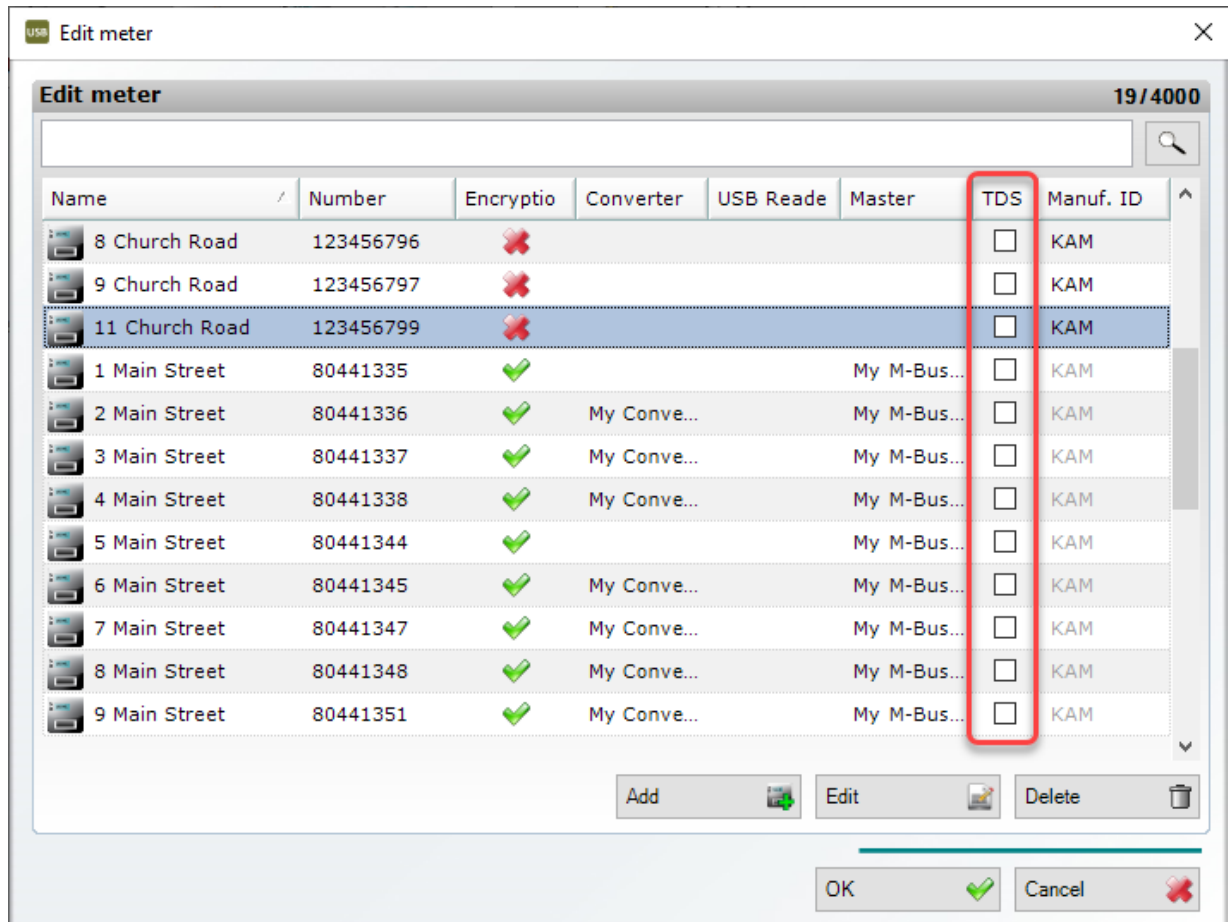 USB Edit meter
Edit meter 19/4000
Name Number Encryptio Converter USB Reade Master TDS Manuf. ID
8 Church Road 123456796 KAM
9 Church Road 123456797 KAM
11 Church Road 123456799 KAM
1 Main Street 80441335 My M-Bus... KAM
2 Main Street 80441336 My Conve... My M-Bus... KAM
3 Main Street 80441337 My Conve... My M-Bus... KAM
4 Main Street 80441338 My Conve... My M-Bus... KAM
5 Main Street 80441344 My M-Bus... KAM
6 Main Street 80441345 My Conve... My M-Bus... KAM
7 Main Street 80441347 My Conve... My M-Bus... KAM
8 Main Street 80441348 My Conve... My M-Bus... KAM
9 Main Street 80441351 My Conve... My M-Bus... KAM
Add Edit Delete
OK Cancel